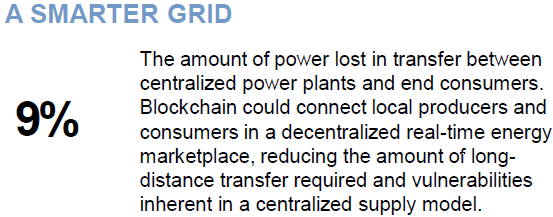 A SMARTER GRID
9%
The amount of power lost in transfer between
centralized power plants and end consumers.
Blockchain could connect local producers and
consumers in a decentralized real-time energy
marketplace, reducing the amount of long-
distance transfer required and vulnerabilities
inherent in a centralized supply model.